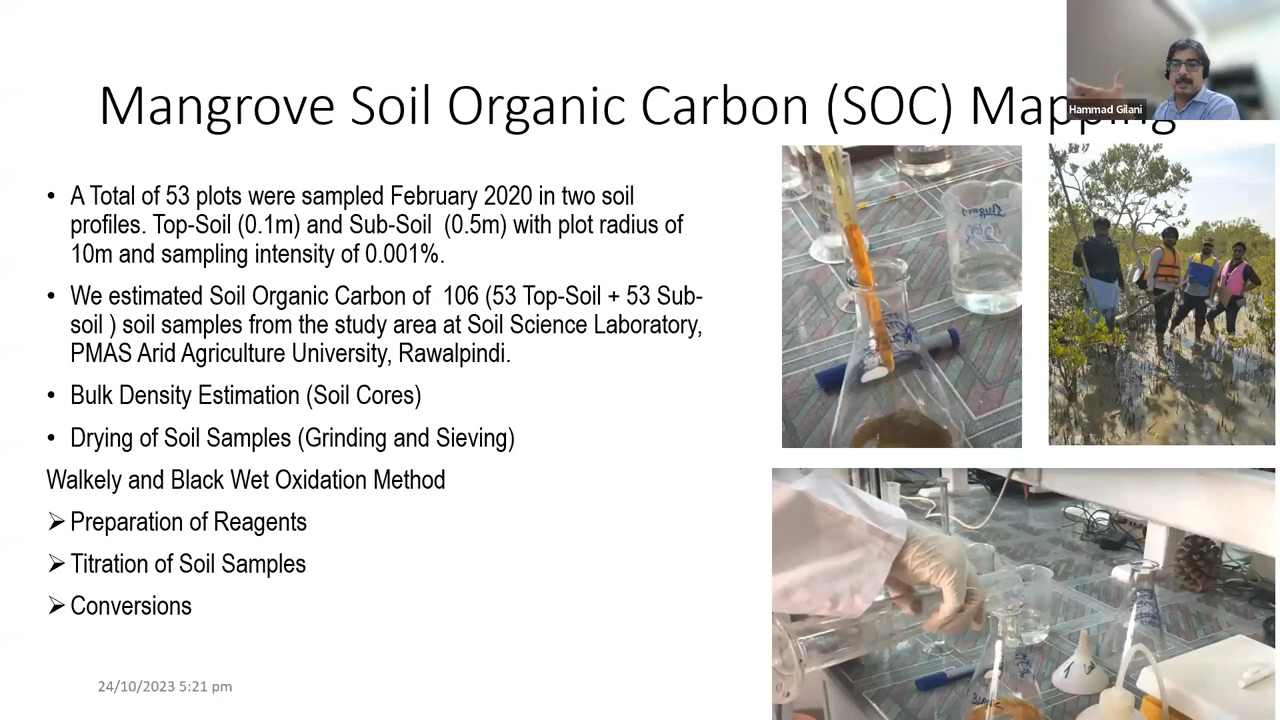 Mangrove Soil Organic Carbon (SOC) Mapping
Hammad Gilani
• A Total of 53 plots were sampled February 2020 in two soil
profiles. Top-Soil (0.1m) and Sub-Soil (0.5m) with plot radius of
10m and sampling intensity of 0.001%.
• We estimated Soil Organic Carbon of 106 (53 Top-Soil + 53 Sub-
soil ) soil samples from the study area at Soil Science Laboratory,
PMAS Arid Agriculture University, Rawalpindi.
• Bulk Density Estimation (Soil Cores)
• Drying of Soil Samples (Grinding and Sieving)
Walkely and Black Wet Oxidation Method
➢ Preparation of Reagents
➢ Titration of Soil Samples
➢ Conversions
24/10/2023 5:21 pm